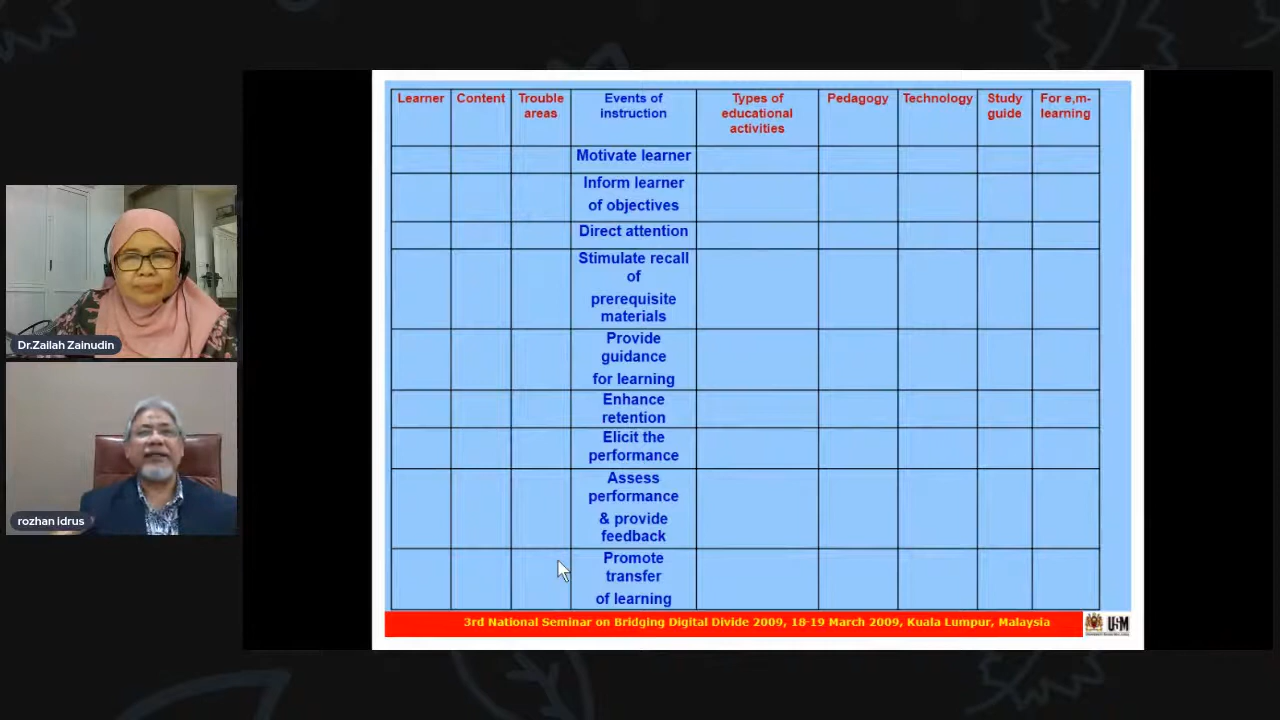 Learner
Content
Trouble
areas
Events of
instruction
Types of
educational
activities
Pedagogy
Technology
Study
guide
For e,m-
learning
Motivate learner
Inform learner
of objectives
Direct attention
Stimulate recall
of
prerequisite
materials
Provide
guidance
for learning
Enhance
retention
Elicit the
performance
Assess
performance
& provide
feedback
Promote
transfer
of learning
3rd National Seminar on Bridging Digital Divide 2009, 18-19 March 2009, Kuala Lumpur, Malaysia
USM
Dr.Zailah Zainudin
rozhan idrus